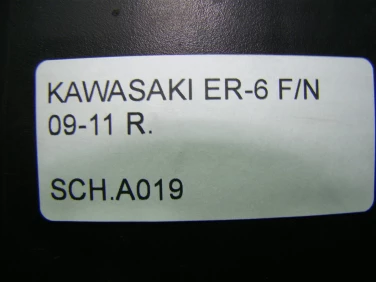 KAWASAKI ER-6 F/N
09-11 R.
SCH.A019